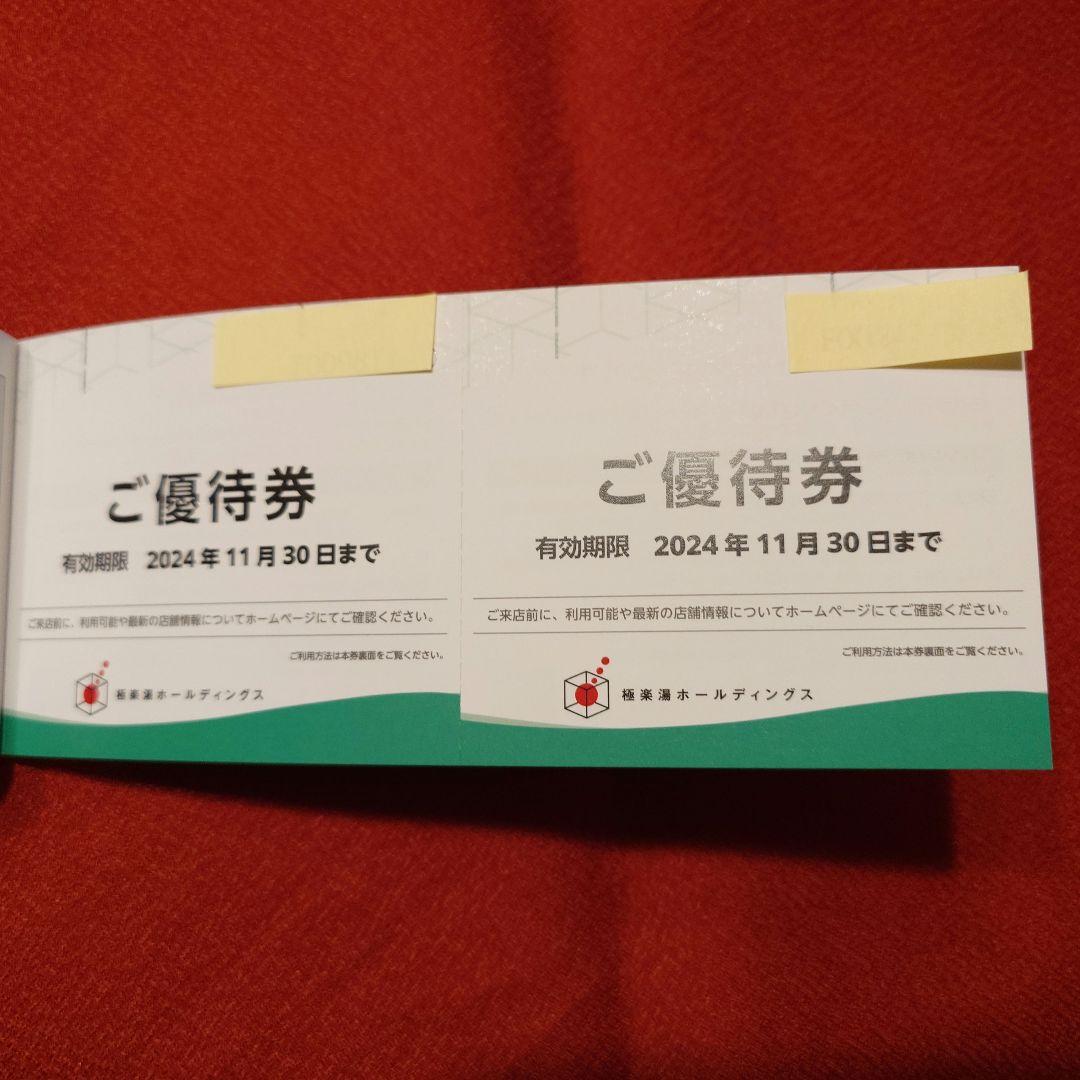 ご優待券
有効期限 2024年11月30日まで
ご来店前に、利用可能や最新の店舗情報についてホームページにてご確認ください。
ご利用方法は本券裏面をご覧ください。
極楽湯ホールディングス
ご優待券
有効期限 2024年11月30日まで
ご来店前に、利用可能や最新の店舗情報についてホームページにてご確認ください。
ご利用方法は本券裏面をご覧ください。
極楽湯ホールディングス